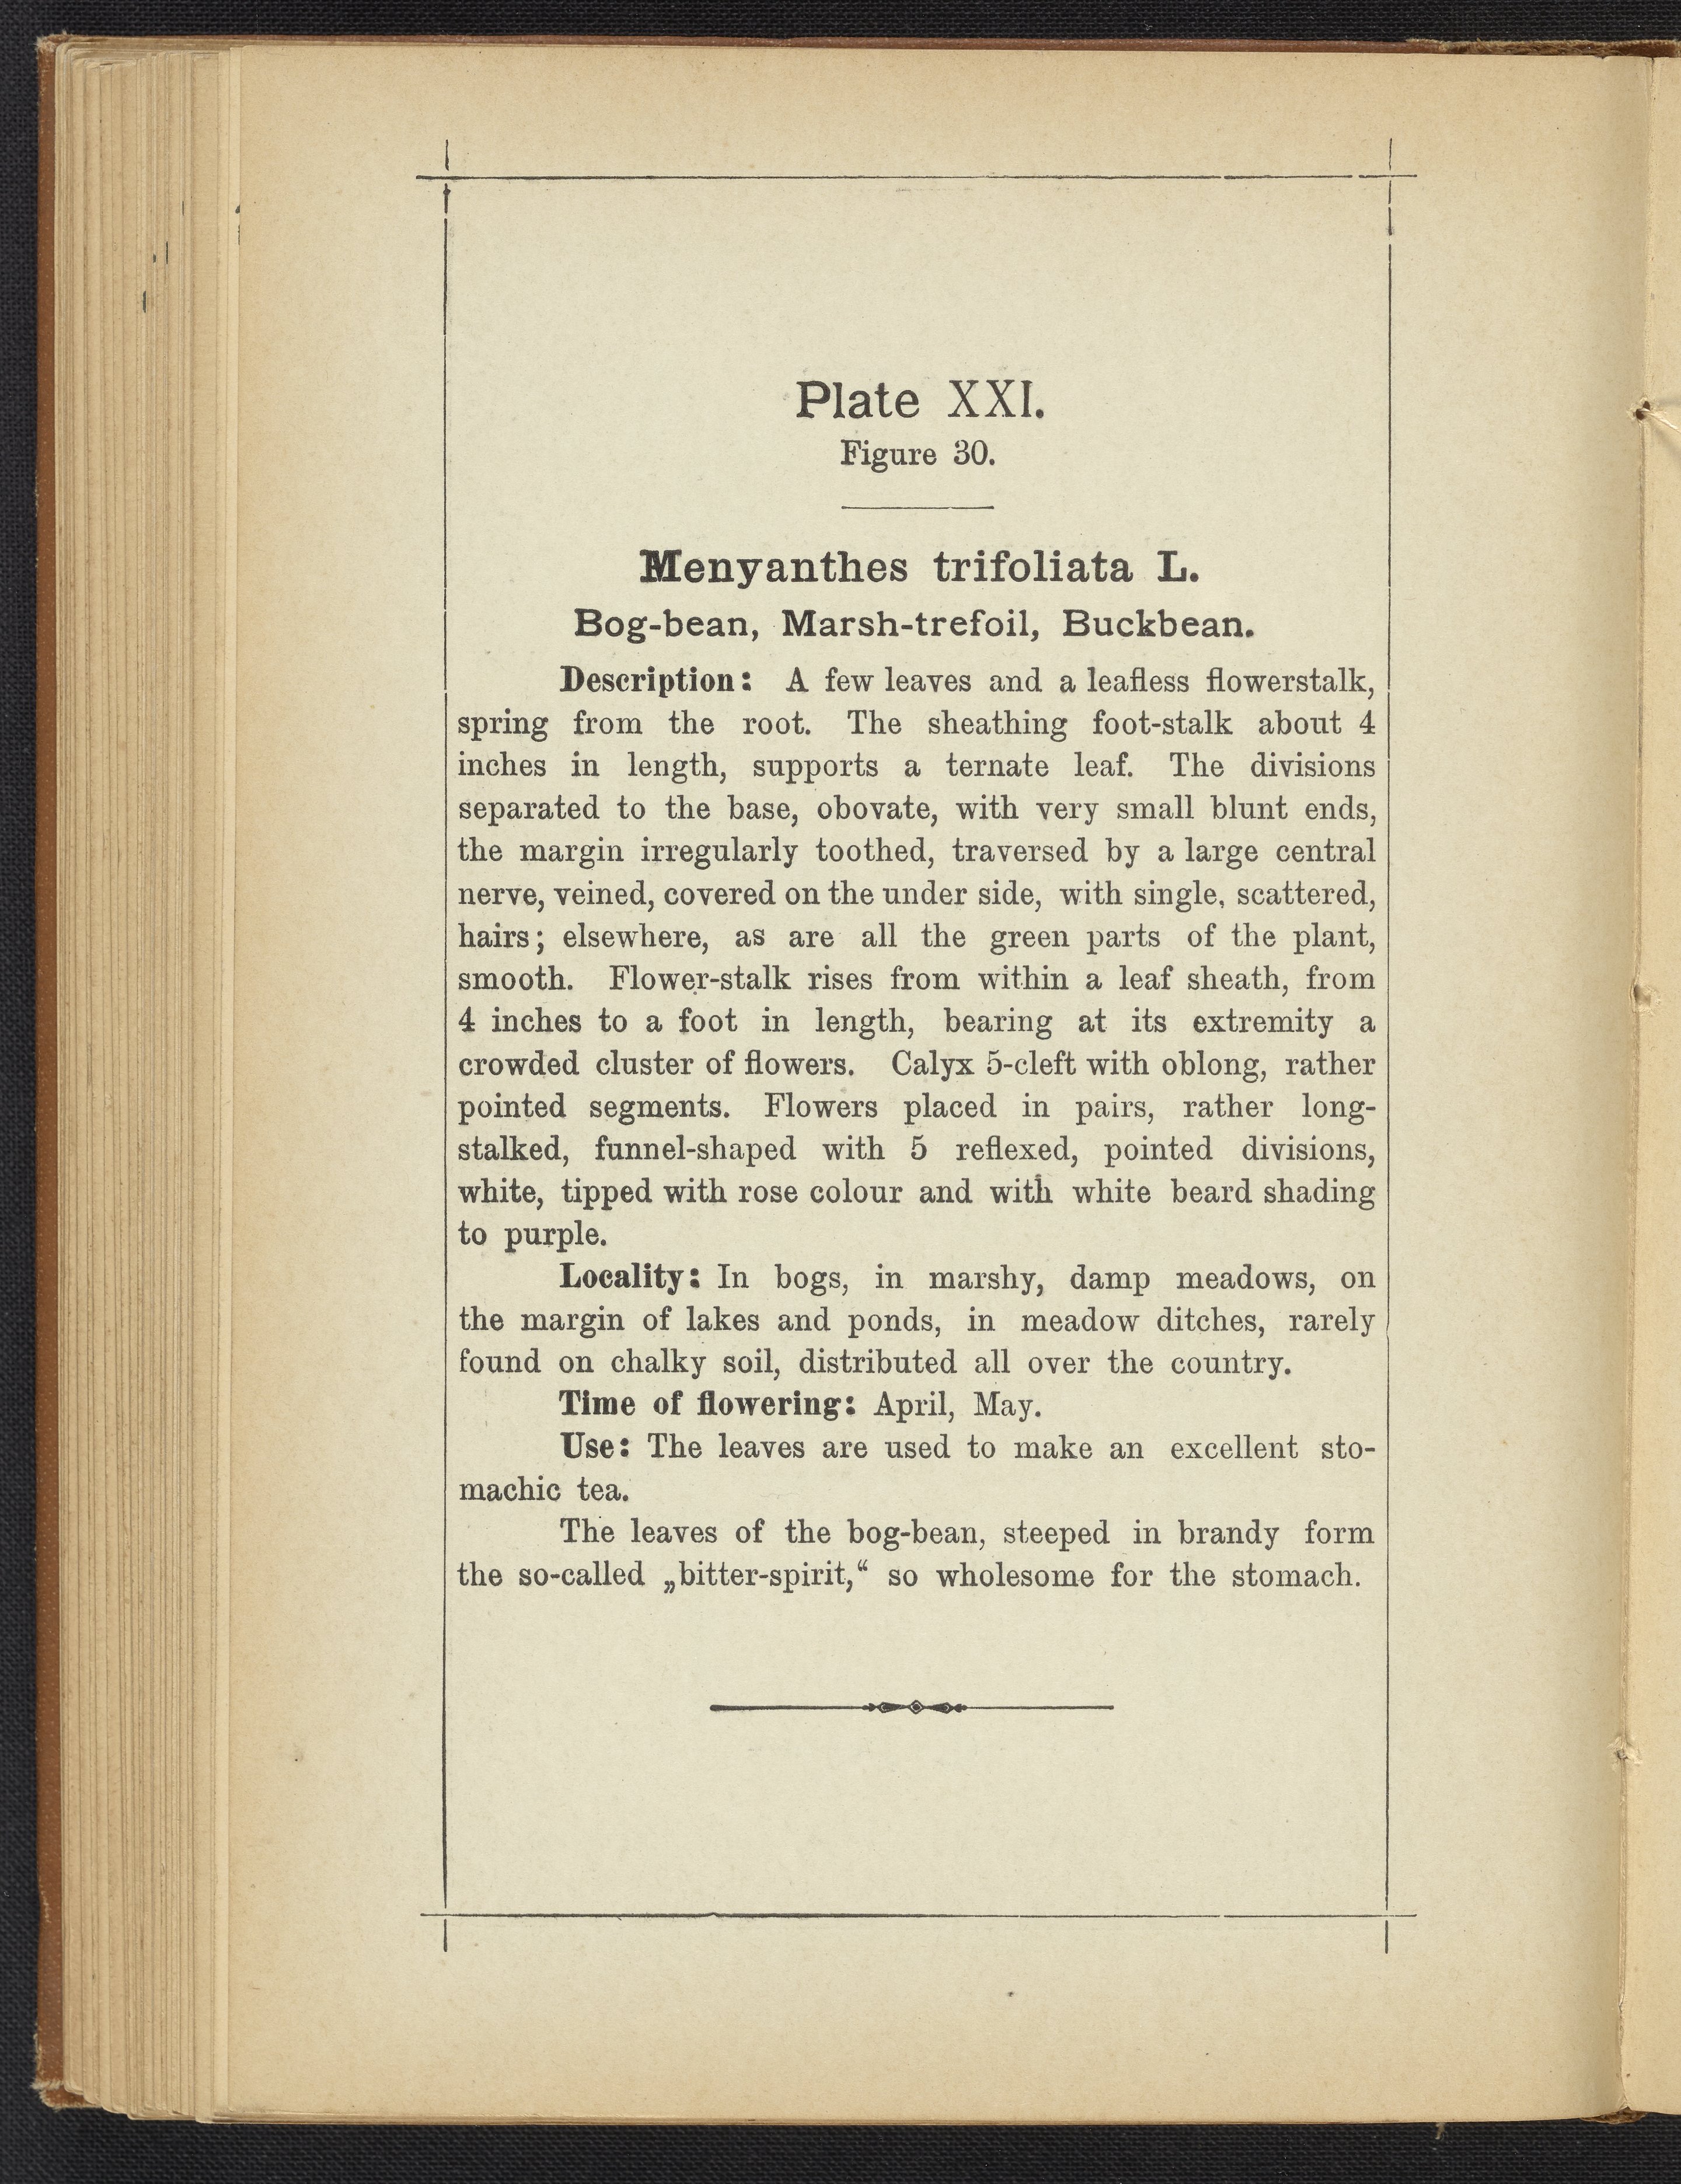 Plate XXI.
Figure 30.
Menyanthes trifoliata L.
Bog-bean, Marsh-trefoil, Buckbean.
Description: A few leaves and a leafless flowerstalk,
spring from the root. The sheathing foot-stalk about 4
inches in length, supports a ternate leaf. The divisions
separated to the base, obovate, with very small blunt ends,
the margin irregularly toothed, traversed by a large central
nerve, veined, covered on the under side, with single, scattered,
hairs; elsewhere, as are all the green parts of the plant,
smooth. Flower-stalk rises from within a leaf sheath, from
4 inches to a foot in length, bearing at its extremity a
crowded cluster of flowers. Calyx 5-cleft with oblong, rather
pointed segments. Flowers placed in pairs, rather long-
stalked, funnel-shaped with 5 reflexed, pointed divisions,
white, tipped with rose colour and with white beard shading
to purple.
Locality: In bogs, in marshy, damp meadows, on
the margin of lakes and ponds, in meadow ditches, rarely
found on chalky soil, distributed all over the country.
Time of flowering: April, May.
Use: The leaves are used to make an excellent sto-
machic tea.
The leaves of the bog-bean, steeped in brandy form
the so-called „bitter-spirit,“ so wholesome for the stomach.